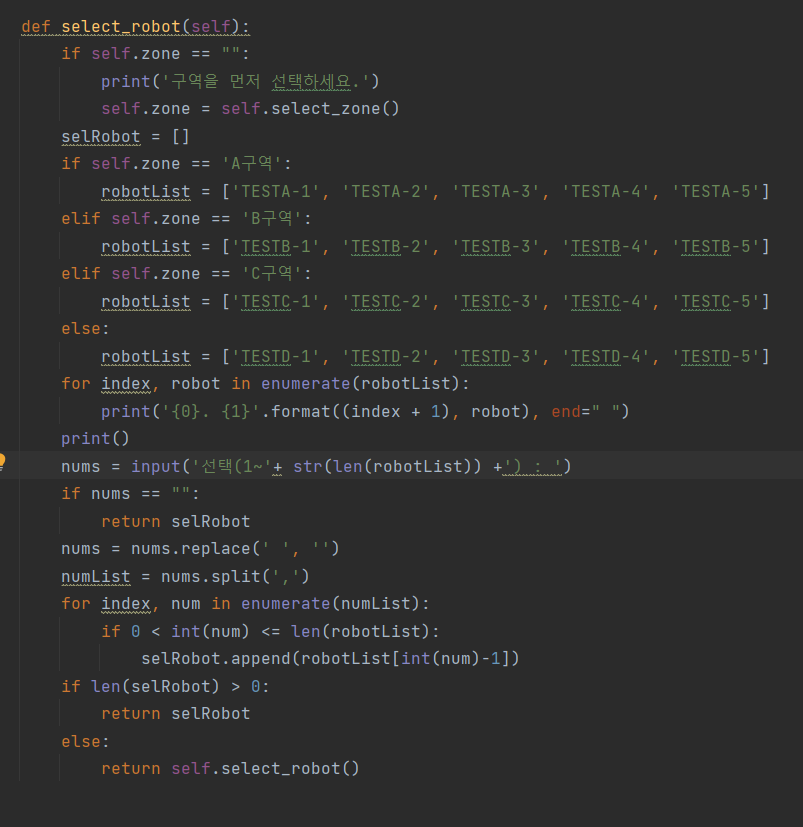 def select_robot(self):
    if self.zone == "":
        print('구역을 먼저 선택하세요.')
        self.zone = self.select_zone()
    selRobot = []
    if self.zone == 'A구역':
        robotList = ['TESTA-1', 'TESTA-2', 'TESTA-3', 'TESTA-4', 'TESTA-5']
    elif self.zone == 'B구역':
        robotList = ['TESTB-1', 'TESTB-2', 'TESTB-3', 'TESTB-4', 'TESTB-5']
    elif self.zone == 'C구역':
        robotList = ['TESTC-1', 'TESTC-2', 'TESTC-3', 'TESTC-4', 'TESTC-5']
    else:
        robotList = ['TESTD-1', 'TESTD-2', 'TESTD-3', 'TESTD-4', 'TESTD-5']
    for index, robot in enumerate(robotList):
        print('{0}. {1}'.format((index + 1), robot), end=" ")
    print()
    nums = input('선택(1~'+ str(len(robotList)) +') : ')
    if nums == "":
        return selRobot
    nums = nums.replace(' ', '')
    numList = nums.split(',')
    for index, num in enumerate(numList):
        if 0 < int(num) <= len(robotList):
            selRobot.append(robotList[int(num)-1])
    if len(selRobot) > 0:
        return selRobot
    else:
        return self.select_robot()